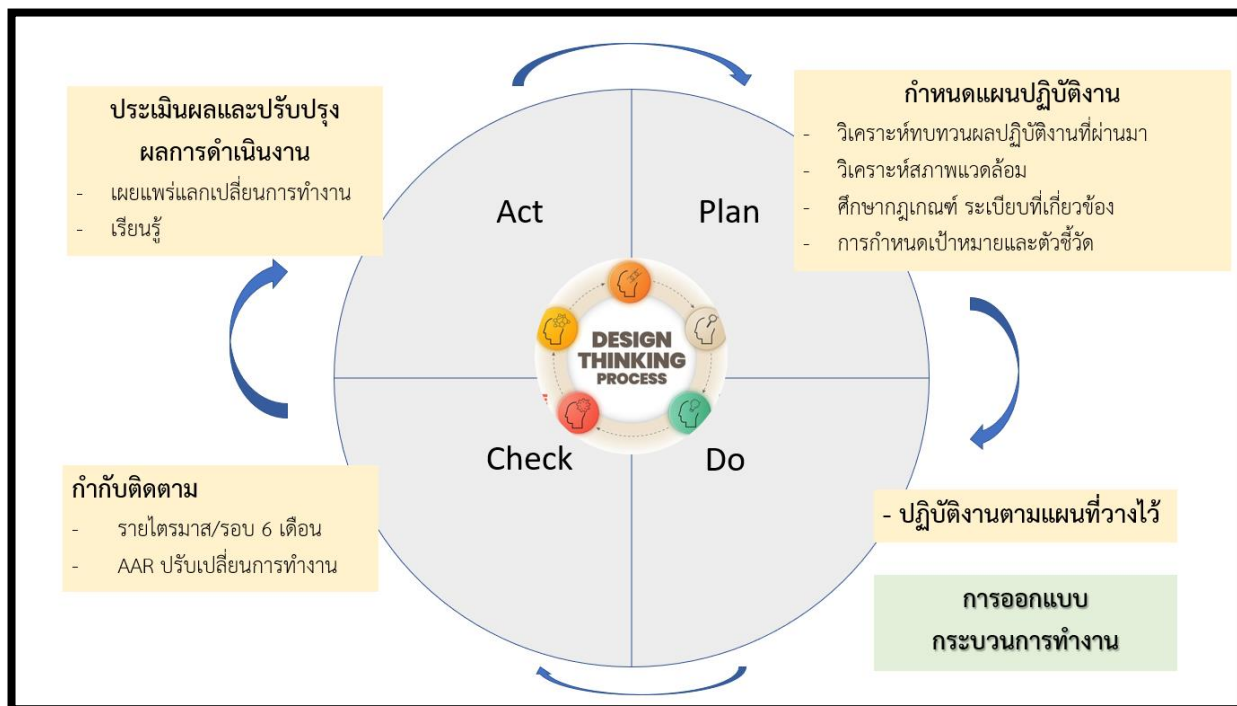 ประเมินผลและปรับปรุง
ผลการดำเนินงาน
- เผยแพร่แลกเปลี่ยนการทำงาน
- เรียนรู้
กำหนดแผนปฏิบัติงาน
- วิเคราะห์ทบทวนผลปฏิบัติงานที่ผ่านมา
- วิเคราะห์สภาพแวดล้อม
- ศึกษากฎเกณฑ์ ระเบียบที่เกี่ยวข้อง
- การกำหนดเป้าหมายและตัวชี้วัด
Act
Plan
DESIGN
THINKING
PROCESS
Check
Do
กำกับติดตาม
- รายไตรมาส/รอบ 6 เดือน
- AAR ปรับเปลี่ยนการทำงาน
- ปฏิบัติงานตามแผนที่วางไว้
การออกแบบ
กระบวนการทำงาน